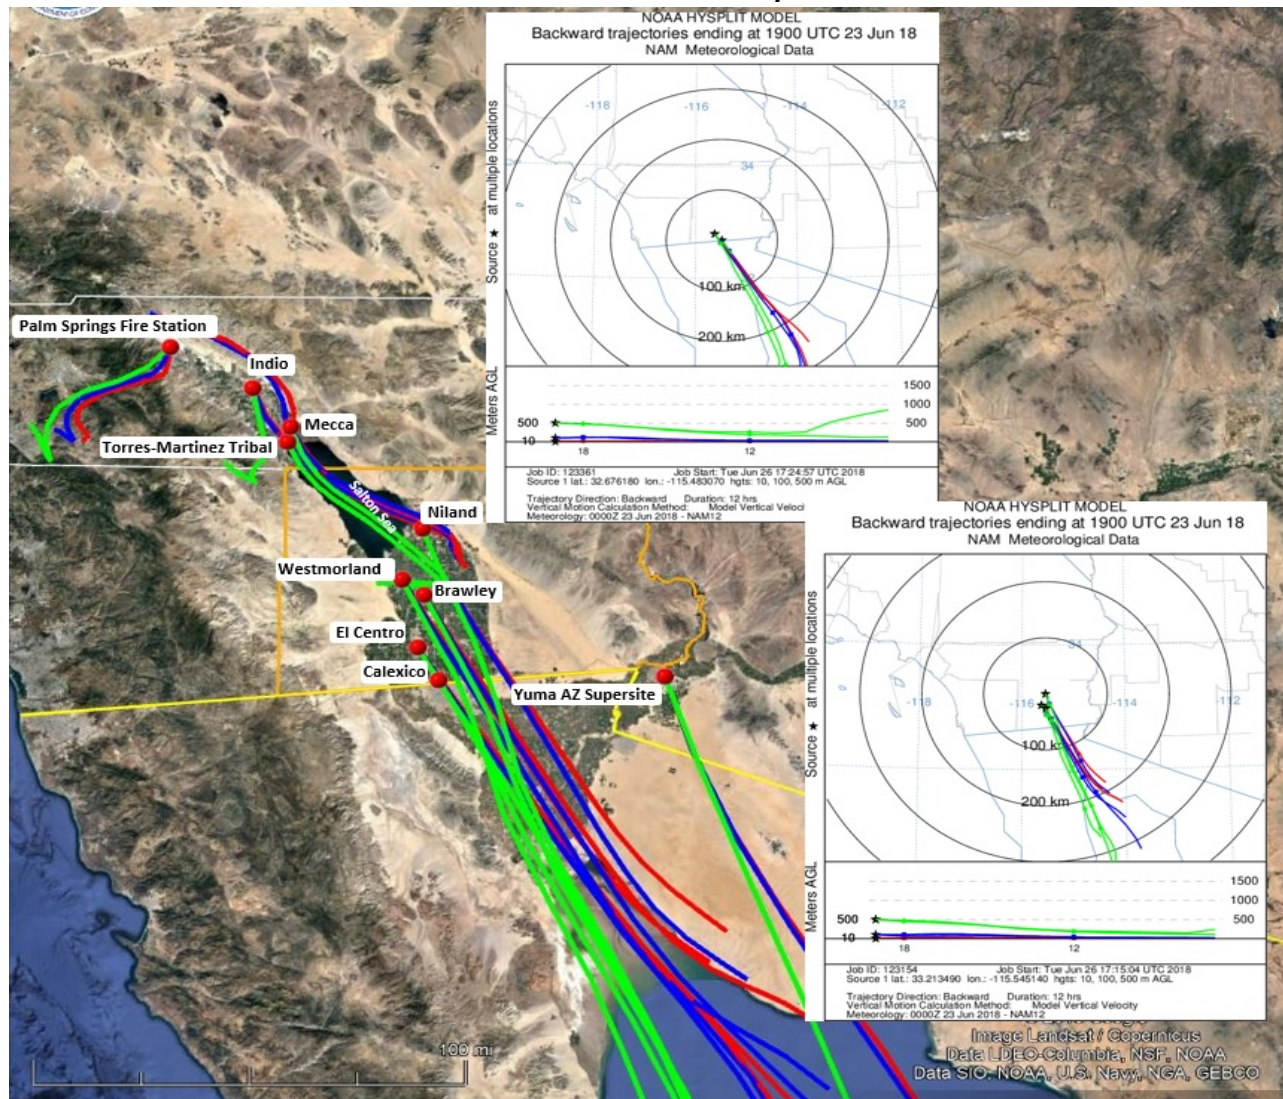 NOAA HYSPLIT MODEL
Backward trajectories ending at 1900 UTC 23 Jun 18
NAM Meteorological Data
Source ★ at multiple locations
-118
-116
-114
-112
34
100 km
200 km
Meters AGL
1500
1000
500
500
10
18
12
Job ID: 123361 Job Start: Tue Jun 26 17:24:57 UTC 2018
Source 1 lat.: 32.676180 lon.: -115.483070 hgts: 10, 100, 500 m AGL
Trajectory Direction: Backward Duration: 12 hrs
Vertical Motion Calculation Method: Model Vertical Veloci
Meteorology: 0000Z 23 Jun 2018 - NAM12
Palm Springs Fire Station
Indio
Mecca
Torres-Martinez Tribal
Salton Sea
Niland
Westmorland
Brawley
El Centro
Calexico
Yuma AZ Supersite
NOAA HYSPLIT MODEL
Backward trajectories ending at 1900 UTC 23 Jun 18
NAM Meteorological Data
Source ★ at multiple locations
34
-118
-116
-114
-112
100 k
200 km
Meters AGL
1500
1000
500
500
10
18
12
Job ID: 123154 Job Start: Tue Jun 26 17:15:04 UTC 2018
Source 1 lat.: 33.213490 lon.: -115.545140 hgts: 10, 100, 500 m AGL
Trajectory Direction: Backward Duration: 12 hrs
Vertical Motion Calculation Method: Model Vertical Velocity
Meteorology: 0000Z 23 Jun 2018 - NAM12
100 mi
Image Landsat / Copernicus
Data LDEO-Columbia, NSF, NOAA
Data SIO, NOAA, U.S. Navy, NGA, GEBCO